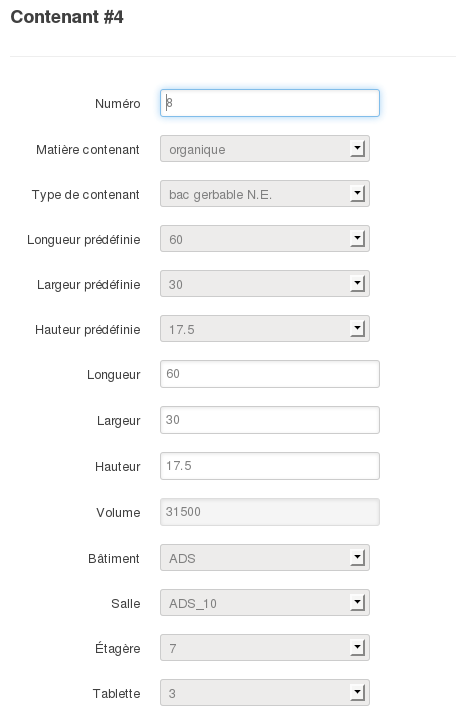 Contenant #4
Numéro 8
Matière contenant organique
Type de contenant bac gerbable N.E.
Longueur prédéfinie 60
Largeur prédéfinie 30
Hauteur prédéfinie 17.5
Longueur 60
Largeur 30
Hauteur 17.5
Volume 31500
Bâtiment ADS
Salle ADS_10
Étagère 7
Tablette 3